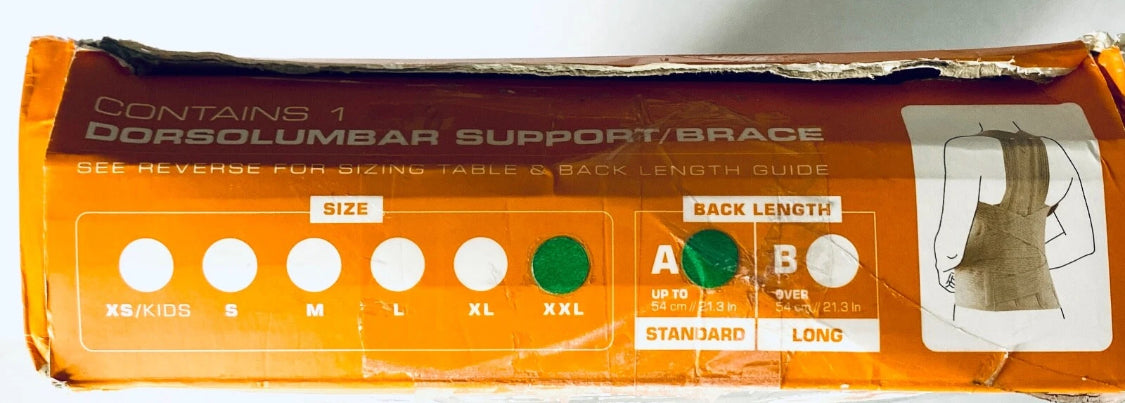 CONTAINS 1
DORSOLUMBAR SUPPORT/BRACE
SEE REVERSE FOR SIZING TABLE & BACK LENGTH GUIDE
SIZE
XS/KIDS S M L XL XXL
BACK LENGTH
A B
UP TO OVER
54 cm // 21.3 in 54 cm // 21.3 in
STANDARD LONG